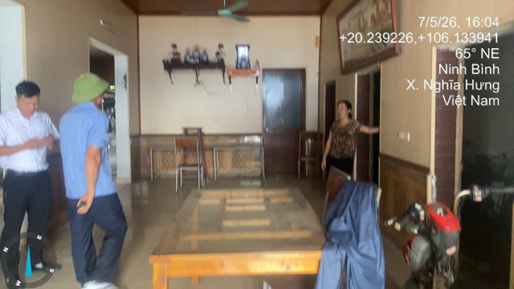 7/5/26, 16:04
+20.239226,+106.133941
65° NE
Ninh Bình
X. Nghĩa Hưng
Việt Nam
N